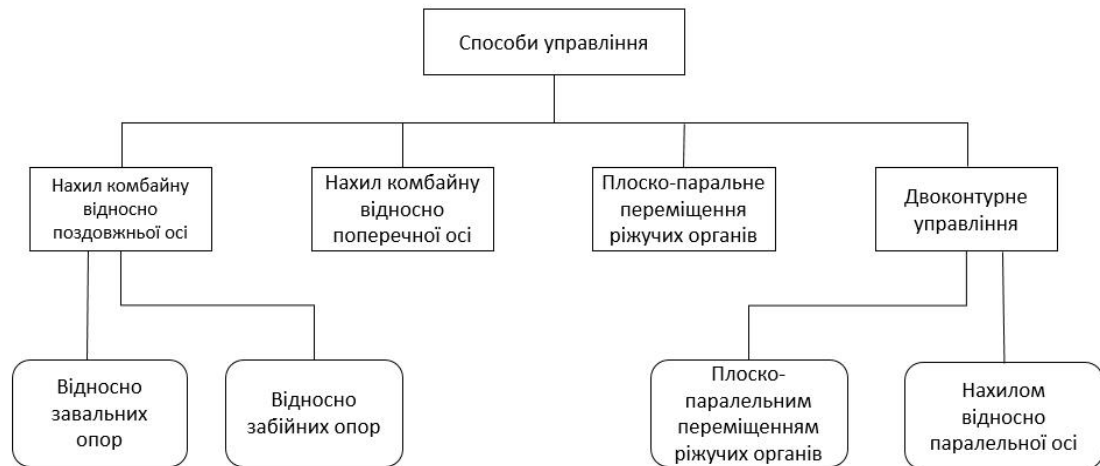 Способи управління
Нахил комбайну
відносно
поздовжньої осі
Нахил комбайну
відносно
поперечної осі
Плоско-паральне
переміщення
ріжучих органів
Двоконтурне
управління
Відносно
завальних
опор
Відносно
забійних опор
Плоско-
паралельним
переміщенням
ріжучих органів
Нахилом
відносно
паралельної осі